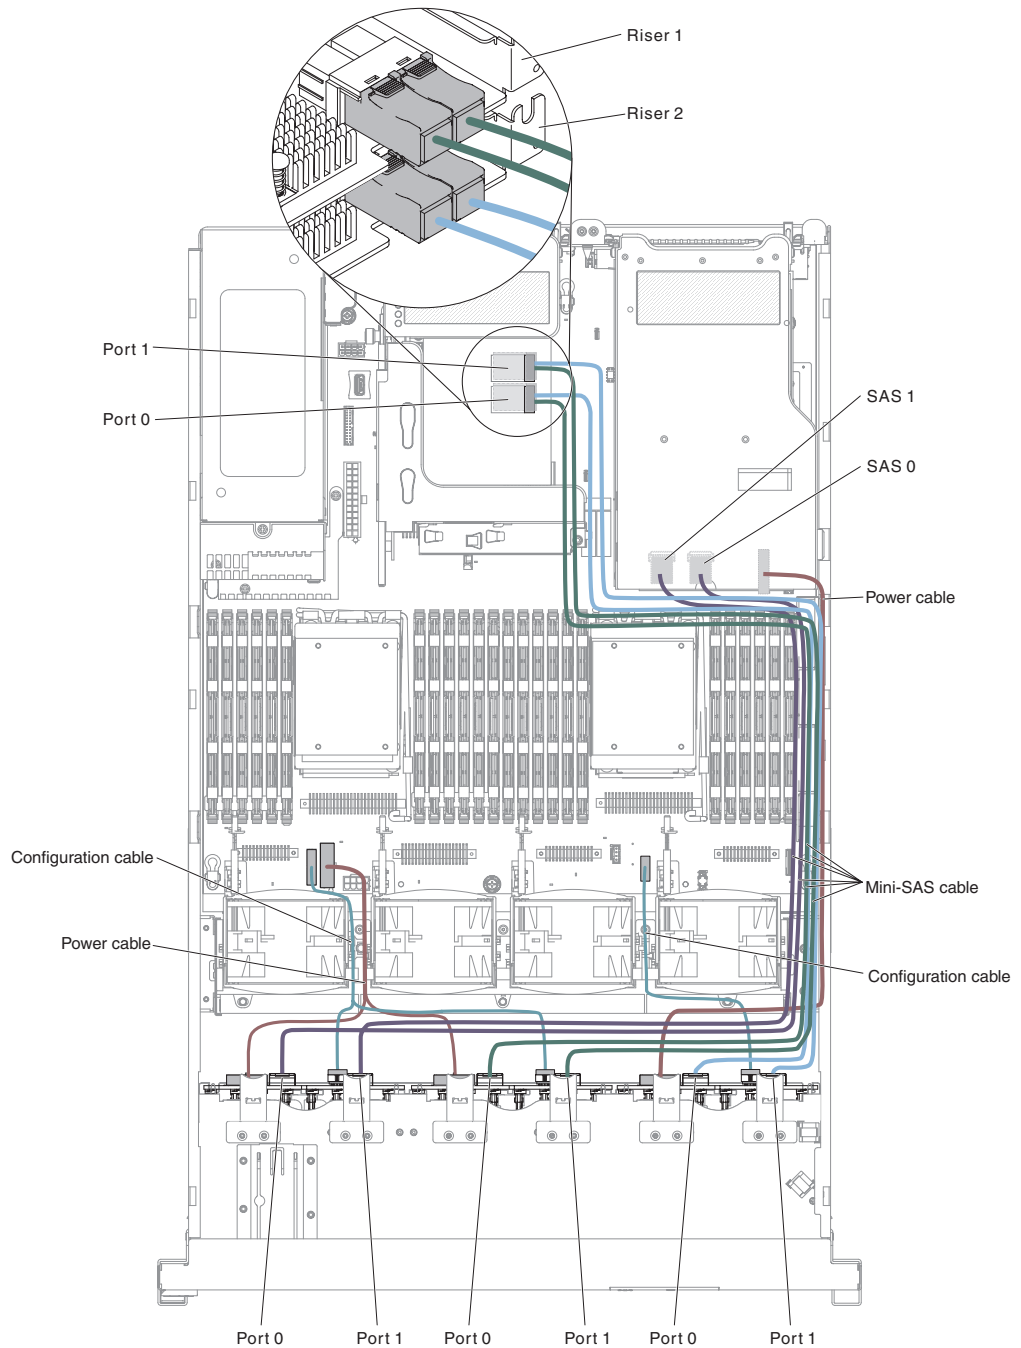 Riser 1
Riser 2
Port 1
Port 0
SAS 1
SAS 0
Power cable
Configuration cable
Mini-SAS cable
Power cable
Configuration cable
Port 0
Port 1
Port 0
Port 1
Port 0
Port 1